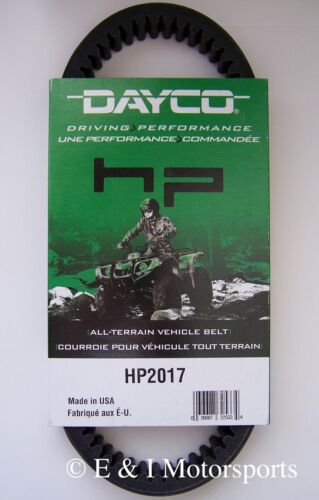 DAYCO®
DRIVING PERFORMANCE
UNE PERFORMANCE COMMANDÉE
hp
[ALL-TERRAIN VEHICLE BELT]
[COURROIE POUR VÉHICULE TOUT TERRAIN]
HP2017
Made in USA
Fabriqué aux É-U.
© E & I Motorsports